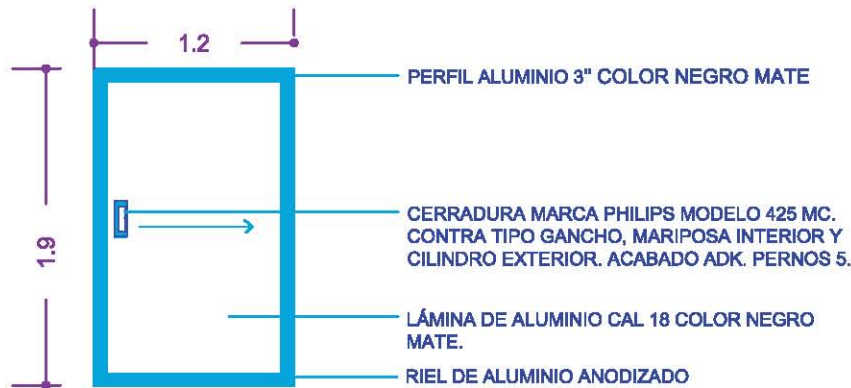 1.2
PERFIL ALUMINIO 3" COLOR NEGRO MATE
1.9
CERRADURA MARCA PHILIPS MODELO 425 MC.
CONTRA TIPO GANCHO, MARIPOSA INTERIOR Y
CILINDRO EXTERIOR. ACABADO ADK. PERNOS 5.
LÁMINA DE ALUMINIO CAL 18 COLOR NEGRO
MATE.
RIEL DE ALUMINIO ANODIZADO